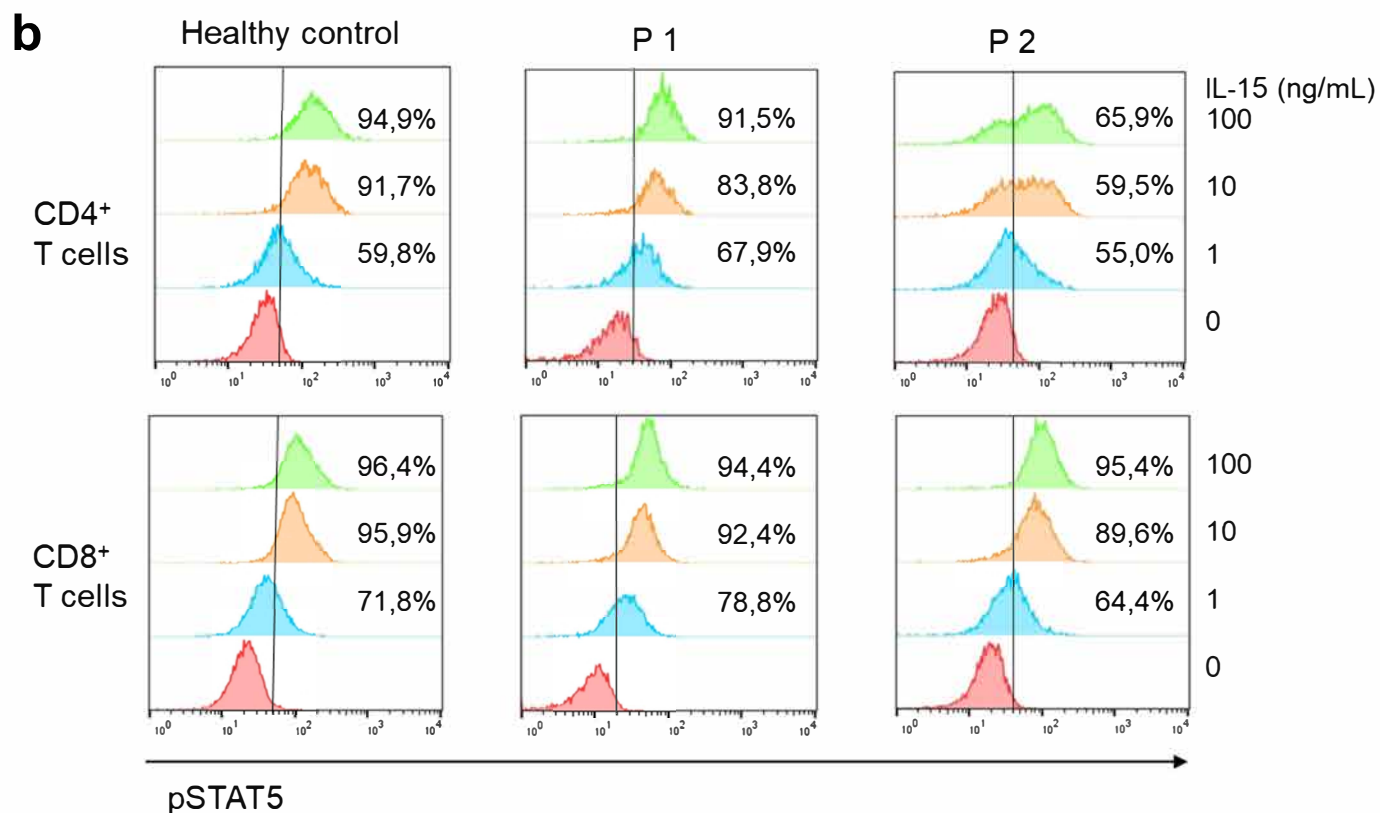 b
Healthy control
P 1
P 2
IL-15 (ng/mL)
CD4+
T cells
94,9%
91,7%
59,8%
10⁰ 10¹ 10² 10³ 10⁴
91,5%
83,8%
67,9%
10⁰ 10¹ 10² 10³ 10⁴
65,9%
59,5%
55,0%
10⁰ 10¹ 10² 10³ 10⁴
100
10
1
0
CD8+
T cells
96,4%
95,9%
71,8%
10⁰ 10¹ 10² 10³ 10⁴
94,4%
92,4%
78,8%
10⁰ 10¹ 10² 10³ 10⁴
95,4%
89,6%
64,4%
10⁰ 10¹ 10² 10³ 10⁴
100
10
1
0
pSTAT5